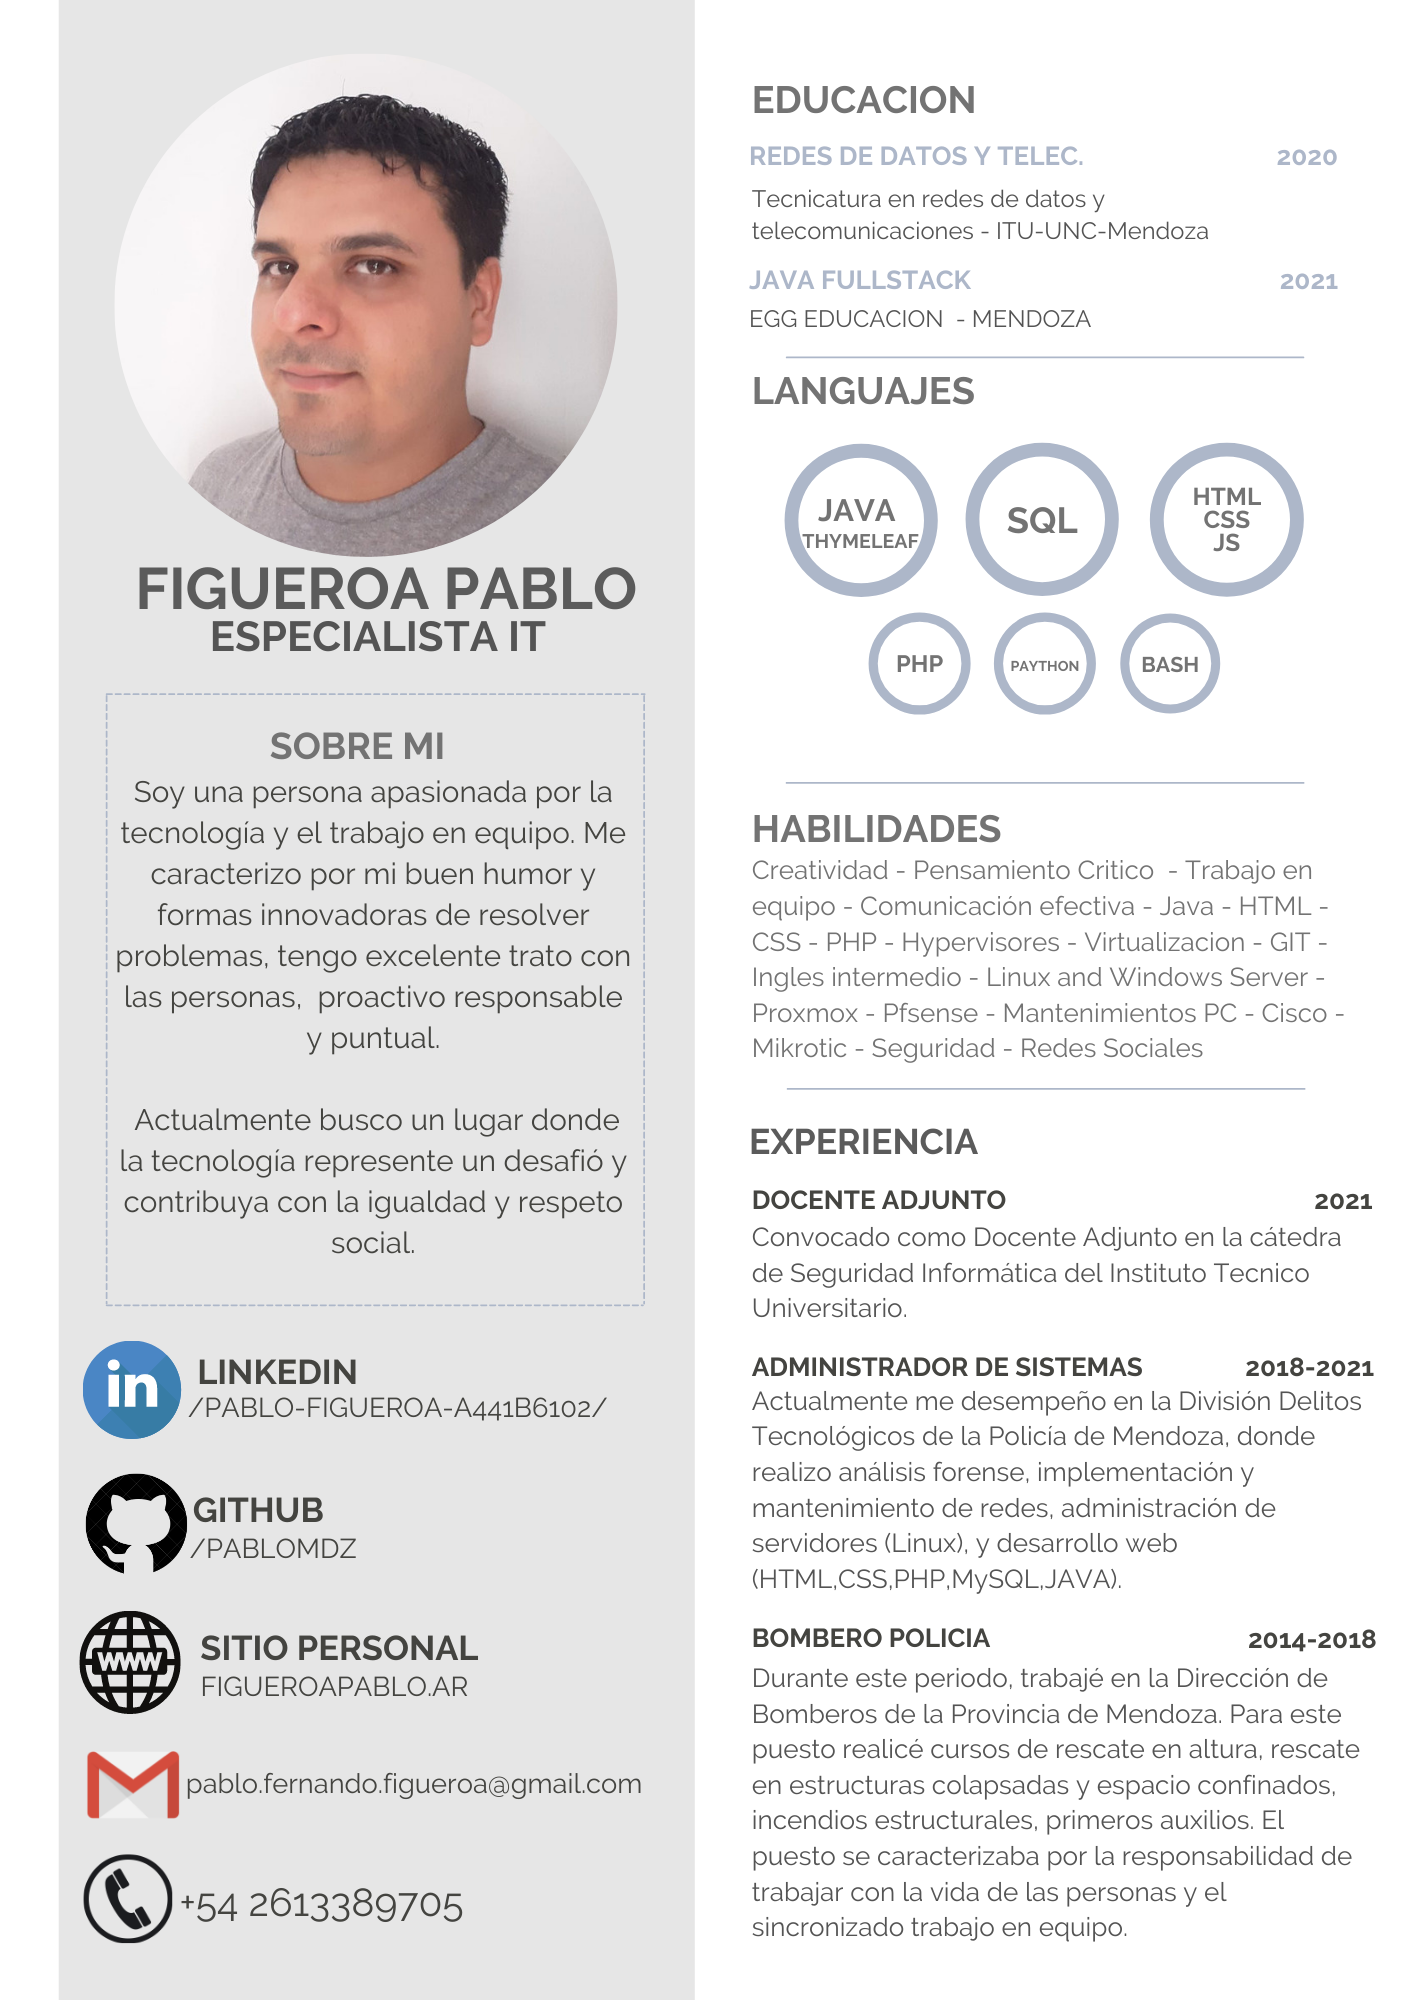 FIGUEROA PABLO
ESPECIALISTA IT
SOBRE MI
Soy una persona apasionada por la
tecnología y el trabajo en equipo. Me
caracterizo por mi buen humor y
formas innovadoras de resolver
problemas, tengo excelente trato con
las personas,  proactivo responsable
y puntual.
Actualmente busco un lugar donde
la tecnología represente un desafió y
contribuya con la igualdad y respeto
social.
in
LINKEDIN
/PABLO-FIGUEROA-A441B6102/
GITHUB
/PABLOMDZ
WWW
SITIO PERSONAL
FIGUEROAPABLO.AR
pablo.fernando.figueroa@gmail.com
+54 2613389705
EDUCACION
REDES DE DATOS Y TELEC. 2020
Tecnicatura en redes de datos y
telecomunicaciones - ITU-UNC-Mendoza
JAVA FULLSTACK 2021
EGG EDUCACION  - MENDOZA
LANGUAJES
JAVA
THYMELEAF
SQL
HTML
CSS
JS
PHP
PAYTHON
BASH
HABILIDADES
Creatividad - Pensamiento Critico  - Trabajo en
equipo - Comunicación efectiva - Java - HTML -
CSS - PHP - Hypervisores - Virtualizacion - GIT -
Ingles intermedio - Linux and Windows Server -
Proxmox - Pfsense - Mantenimientos PC - Cisco -
Mikrotic - Seguridad - Redes Sociales
EXPERIENCIA
DOCENTE ADJUNTO 2021
Convocado como Docente Adjunto en la cátedra
de Seguridad Informática del Instituto Tecnico
Universitario.
ADMINISTRADOR DE SISTEMAS 2018-2021
Actualmente me desempeño en la División Delitos
Tecnológicos de la Policía de Mendoza, donde
realizo análisis forense, implementación y
mantenimiento de redes, administración de
servidores (Linux), y desarrollo web
(HTML,CSS,PHP,MySQL,JAVA).
BOMBERO POLICIA 2014-2018
Durante este periodo, trabajé en la Dirección de
Bomberos de la Provincia de Mendoza. Para este
puesto realicé cursos de rescate en altura, rescate
en estructuras colapsadas y espacio confinados,
incendios estructurales, primeros auxilios. El
puesto se caracterizaba por la responsabilidad de
trabajar con la vida de las personas y el
sincronizado trabajo en equipo.